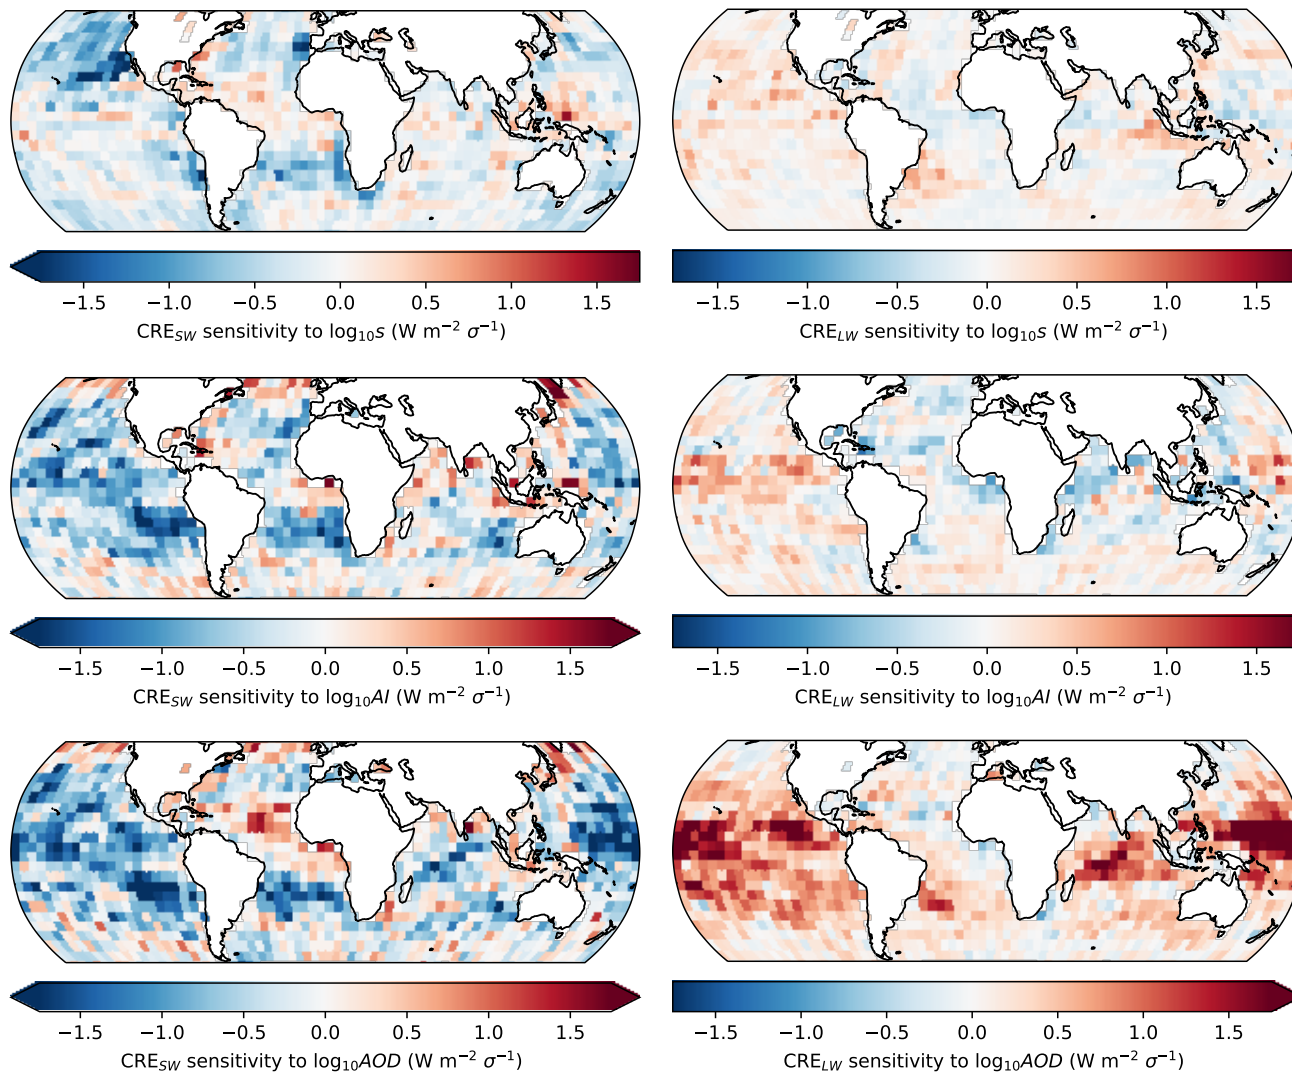 −1.5 −1.0 −0.5 0.0 0.5 1.0 1.5
CRE_SW sensitivity to log₁₀s (W m⁻² σ⁻¹)
−1.5 −1.0 −0.5 0.0 0.5 1.0 1.5
CRE_LW sensitivity to log₁₀s (W m⁻² σ⁻¹)
−1.5 −1.0 −0.5 0.0 0.5 1.0 1.5
CRE_SW sensitivity to log₁₀AI (W m⁻² σ⁻¹)
−1.5 −1.0 −0.5 0.0 0.5 1.0 1.5
CRE_LW sensitivity to log₁₀AI (W m⁻² σ⁻¹)
−1.5 −1.0 −0.5 0.0 0.5 1.0 1.5
CRE_SW sensitivity to log₁₀AOD (W m⁻² σ⁻¹)
−1.5 −1.0 −0.5 0.0 0.5 1.0 1.5
CRE_LW sensitivity to log₁₀AOD (W m⁻² σ⁻¹)